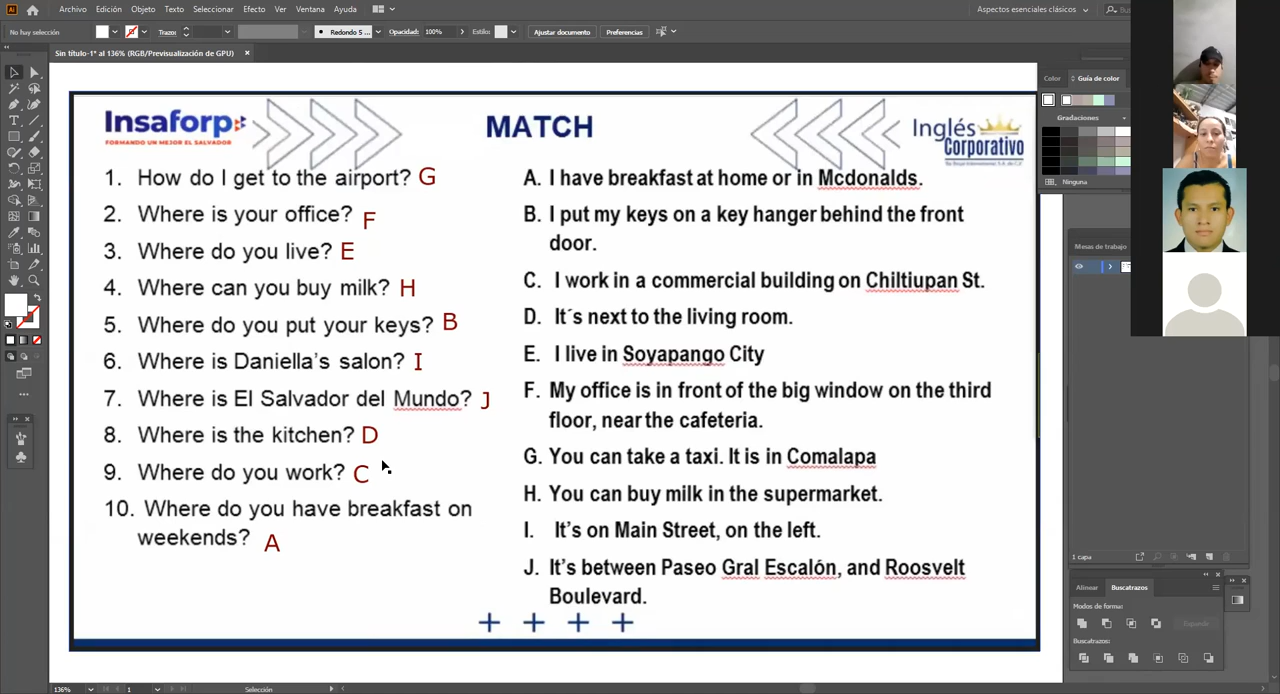 Archivo Edición Objeto Texto Seleccionar Efecto Ver Ventana Ayuda
Aspectos esenciales clásicos
No hay selección
Trazo:
Redondo 5 ...
Opacidad: 100%
Estilo:
Ajustar documento
Preferencias
Sin título-1* al 136% (RGB/Previsualización de GPU)
Insaforp
FORMANDO UN MEJOR EL SALVADOR
MATCH
Inglés
Corporativo
1. How do I get to the airport? G
2. Where is your office? F
3. Where do you live? E
4. Where can you buy milk? H
5. Where do you put your keys? B
6. Where is Daniella's salon? I
7. Where is El Salvador del Mundo? J
8. Where is the kitchen? D
9. Where do you work? C
10. Where do you have breakfast on
weekends? A
A. I have breakfast at home or in Mcdonalds.
B. I put my keys on a key hanger behind the front
door.
C. I work in a commercial building on Chiltiupan St.
D. It´s next to the living room.
E. I live in Soyapango City
F. My office is in front of the big window on the third
floor, near the cafeteria.
G. You can take a taxi. It is in Comalapa
H. You can buy milk in the supermarket.
I. It's on Main Street, on the left.
J. It's between Paseo Gral Escalón, and Roosvelt
Boulevard.
Color Guía de color
Gradaciones
Ninguna
Mesas de trabajo
1 capa
Alinear Buscatrazos
Modos de forma:
Expandir
Buscatrazos:
136%
1
Selección